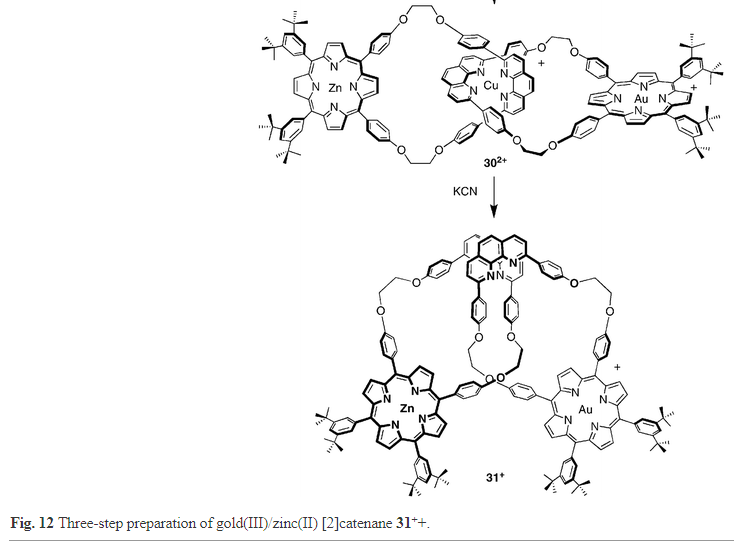 O O
O O
N N N +
N Zn N Cu N Au N +
N N N N
O O O O
30²⁺
KCN
N
N N
O O
O O
O O
+
N N
N Zn N O O N Au N
N N
31⁺
Fig. 12 Three-step preparation of gold(III)/zinc(II) [2]catenane 31⁺+.